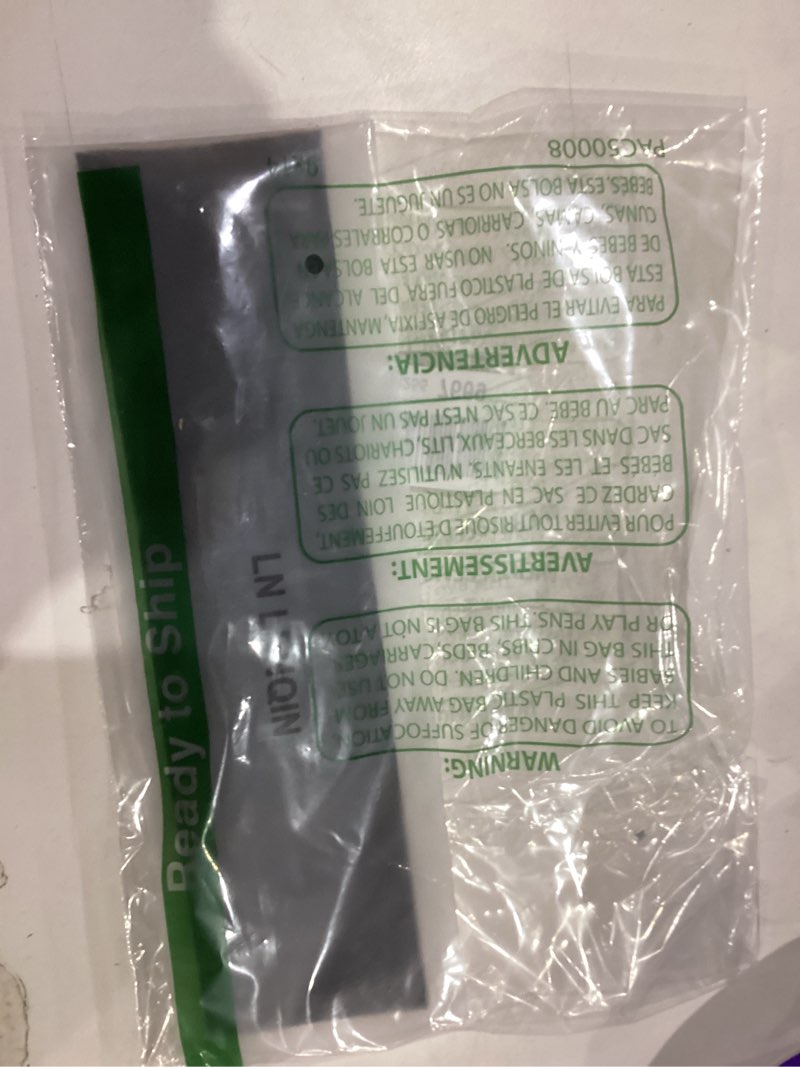 WARNING:
TO AVOID DANGER OF SUFFOCATION,
KEEP THIS PLASTIC BAG AWAY FROM
BABIES AND CHILDREN. DO NOT USE
THIS BAG IN CRIBS, BEDS,CARRIAGES
OR PLAY PENS. THIS BAG IS NOT A TOY.
AVERTISSEMENT:
POUR EVITER TOUT RISQUE D'ETOUFFEMENT,
GARDEZ CE SAC EN PLASTIQUE LOIN DES
BEBES ET LES ENFANTS. N'UTILISEZ PAS CE
SAC DANS LES BERCEAUX, LITS, CHARIOTS OU
PARC AU BEBE. CE SAC N'EST PAS UN JOUET.
ADVERTENCIA:
PARA EVITAR EL PELIGRO DE ASFIXIA, MANTENGA
ESTA BOLSA DE PLASTICO FUERA DEL ALCANCE
DE BEBES Y NINOS. NO USAR ESTA BOLSA EN
CUNAS, CAMAS, CARRIOLAS O CORRALES PARA
BEBES. ESTA BOLSA NO ES UN JUGUETE.
PAC50008
Ready to Ship
LN